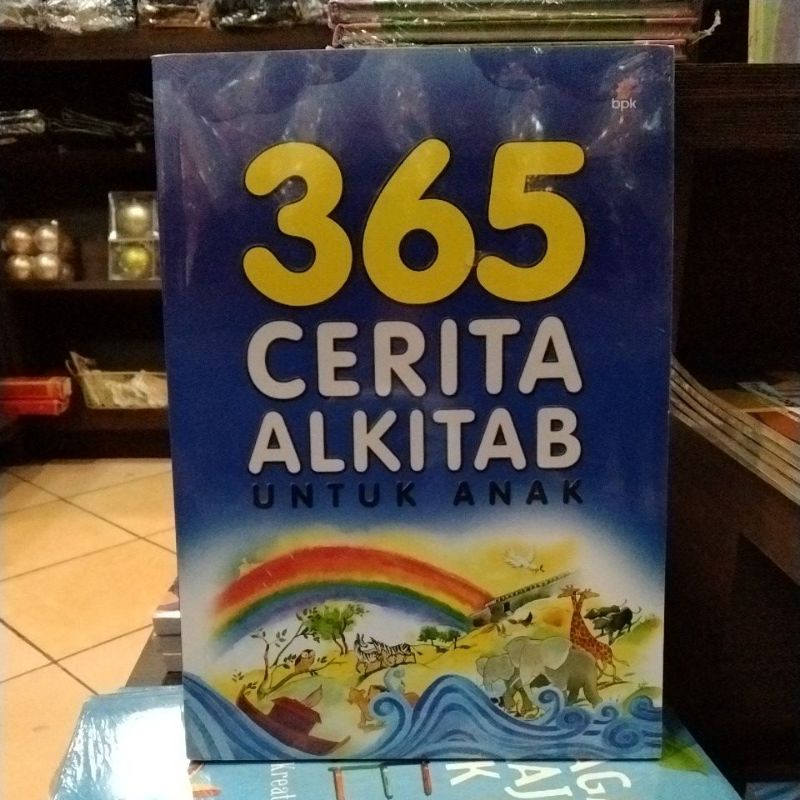 bpk
365
CERITA
ALKITAB
UNTUK ANAK